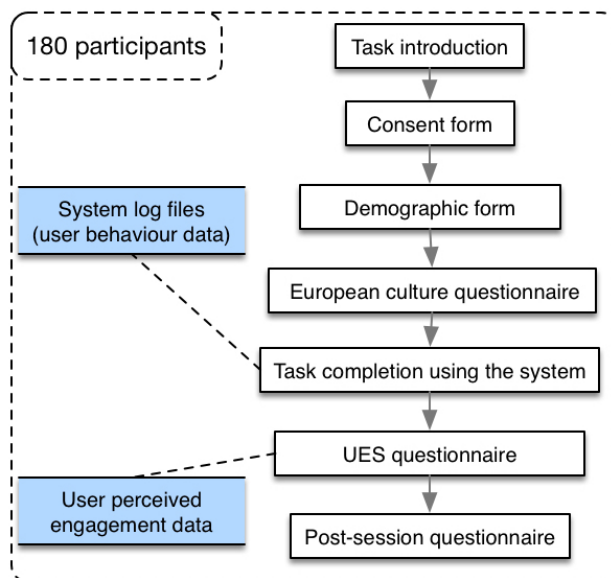 180 participants
Task introduction
Consent form
System log files
(user behaviour data)
Demographic form
European culture questionnaire
Task completion using the system
UES questionnaire
User perceived
engagement data
Post-session questionnaire